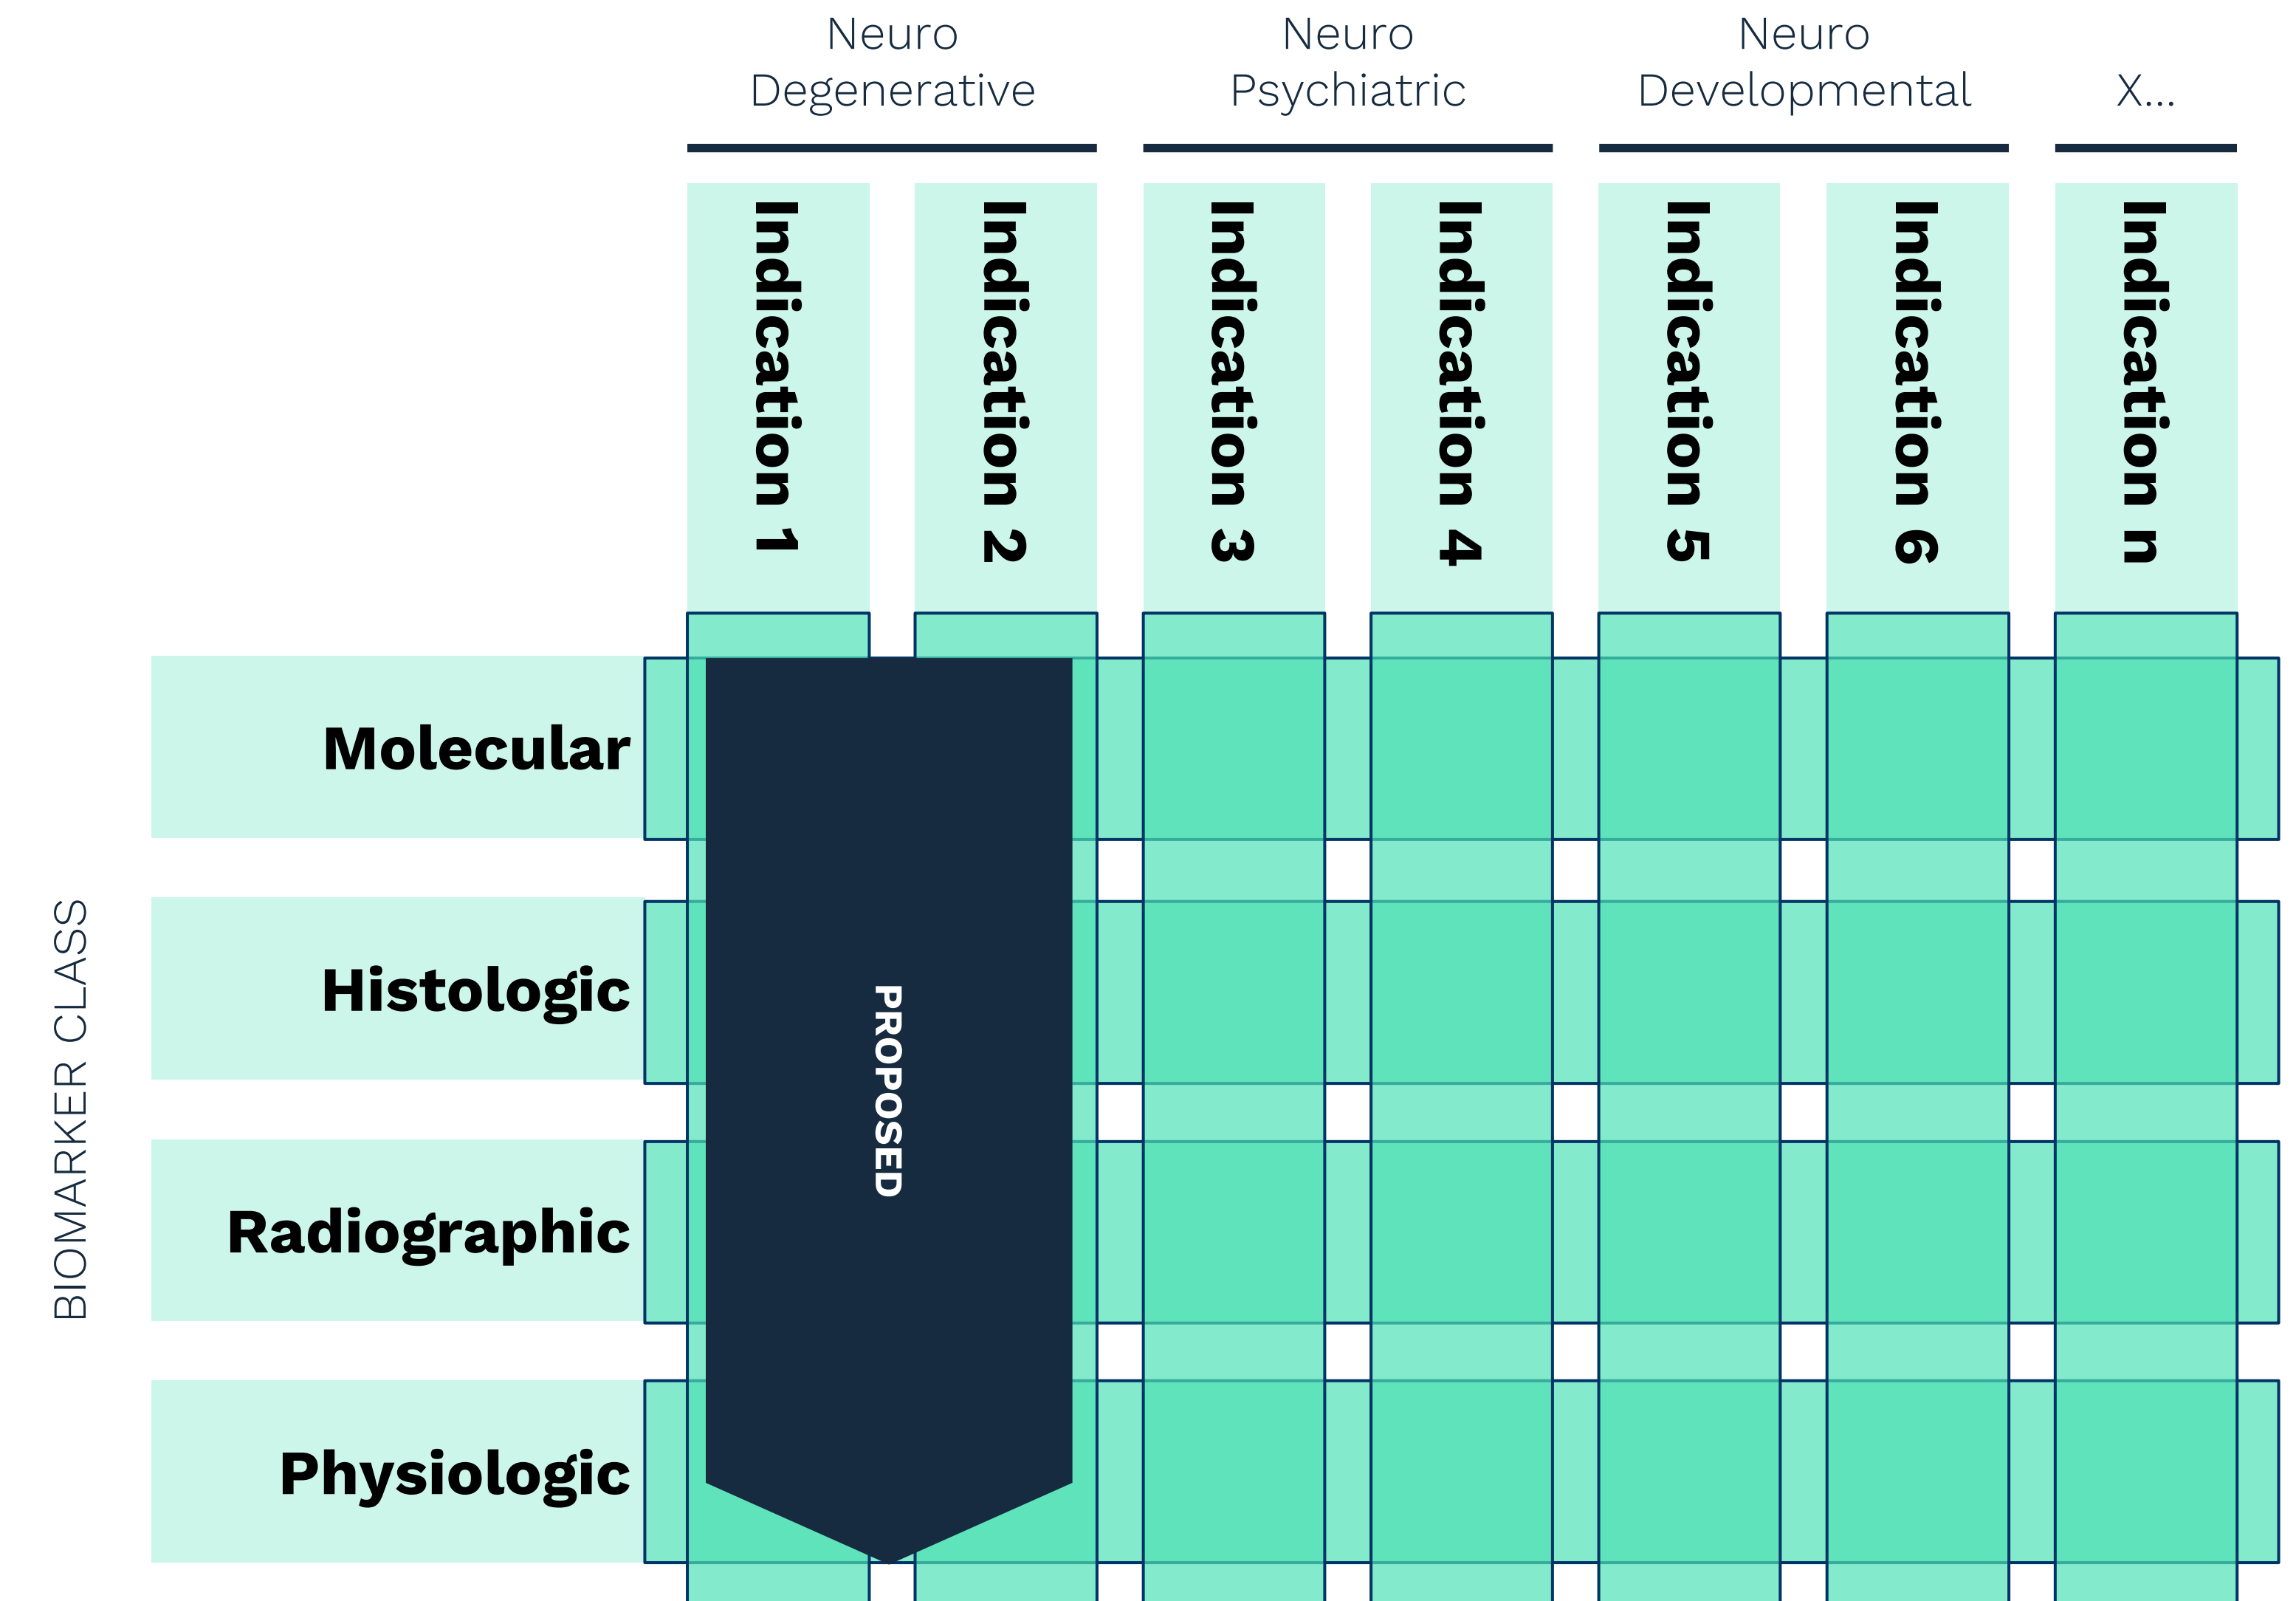 Neuro
Degenerative
Neuro
Psychiatric
Neuro
Developmental
X...
Indication 1
Indication 2
Indication 3
Indication 4
Indication 5
Indication 6
Indication n
BIOMARKER CLASS
Molecular
Histologic
Radiographic
Physiologic
PROPOSED